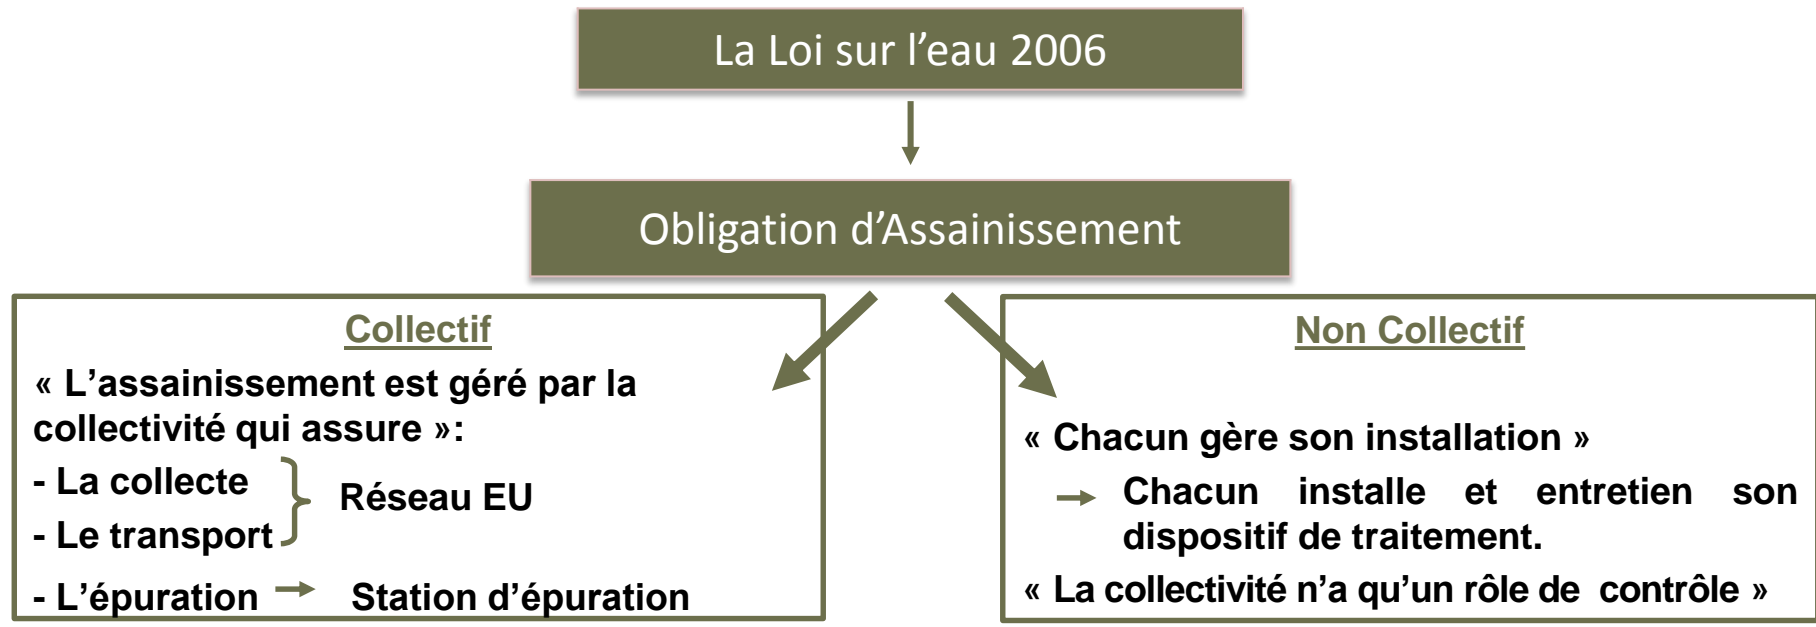 La Loi sur l’eau 2006
Obligation d’Assainissement
Collectif
« L’assainissement est géré par la
collectivité qui assure »:
- La collecte
- Le transport
Réseau EU
- L’épuration
Station d’épuration
Non Collectif
« Chacun gère son installation »
Chacun installe et entretien son
dispositif de traitement.
« La collectivité n’a qu’un rôle de contrôle »